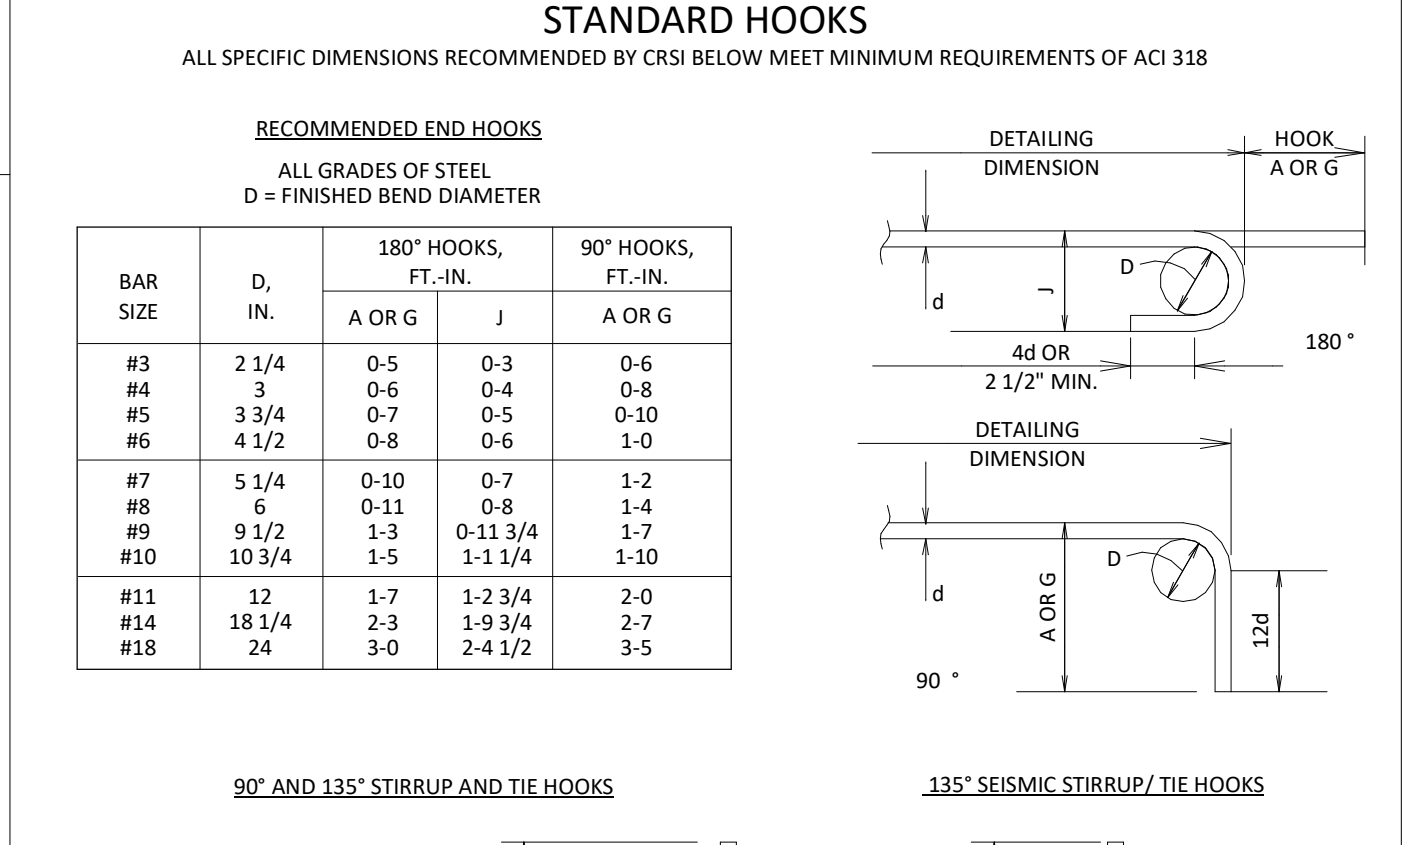 STANDARD HOOKS
ALL SPECIFIC DIMENSIONS RECOMMENDED BY CRSI BELOW MEET MINIMUM REQUIREMENTS OF ACI 318
RECOMMENDED END HOOKS
ALL GRADES OF STEEL
D = FINISHED BEND DIAMETER
BAR SIZE D, IN. 180° HOOKS, FT.-IN. 90° HOOKS, FT.-IN.
A OR G J A OR G
#3 2 1/4 0-5 0-3 0-6
#4 3 0-6 0-4 0-8
#5 3 3/4 0-7 0-5 0-10
#6 4 1/2 0-8 0-6 1-0
#7 5 1/4 0-10 0-7 1-2
#8 6 0-11 0-8 1-4
#9 9 1/2 1-3 0-11 3/4 1-7
#10 10 3/4 1-5 1-1 1/4 1-10
#11 12 1-7 1-2 3/4 2-0
#14 18 1/4 2-3 1-9 3/4 2-7
#18 24 3-0 2-4 1/2 3-5
DETAILING
DIMENSION
HOOK
A OR G
D
d
J
4d OR
2 1/2" MIN.
180 °
DETAILING
DIMENSION
D
d
A OR G
12d
90 °
90° AND 135° STIRRUP AND TIE HOOKS
135° SEISMIC STIRRUP/ TIE HOOKS